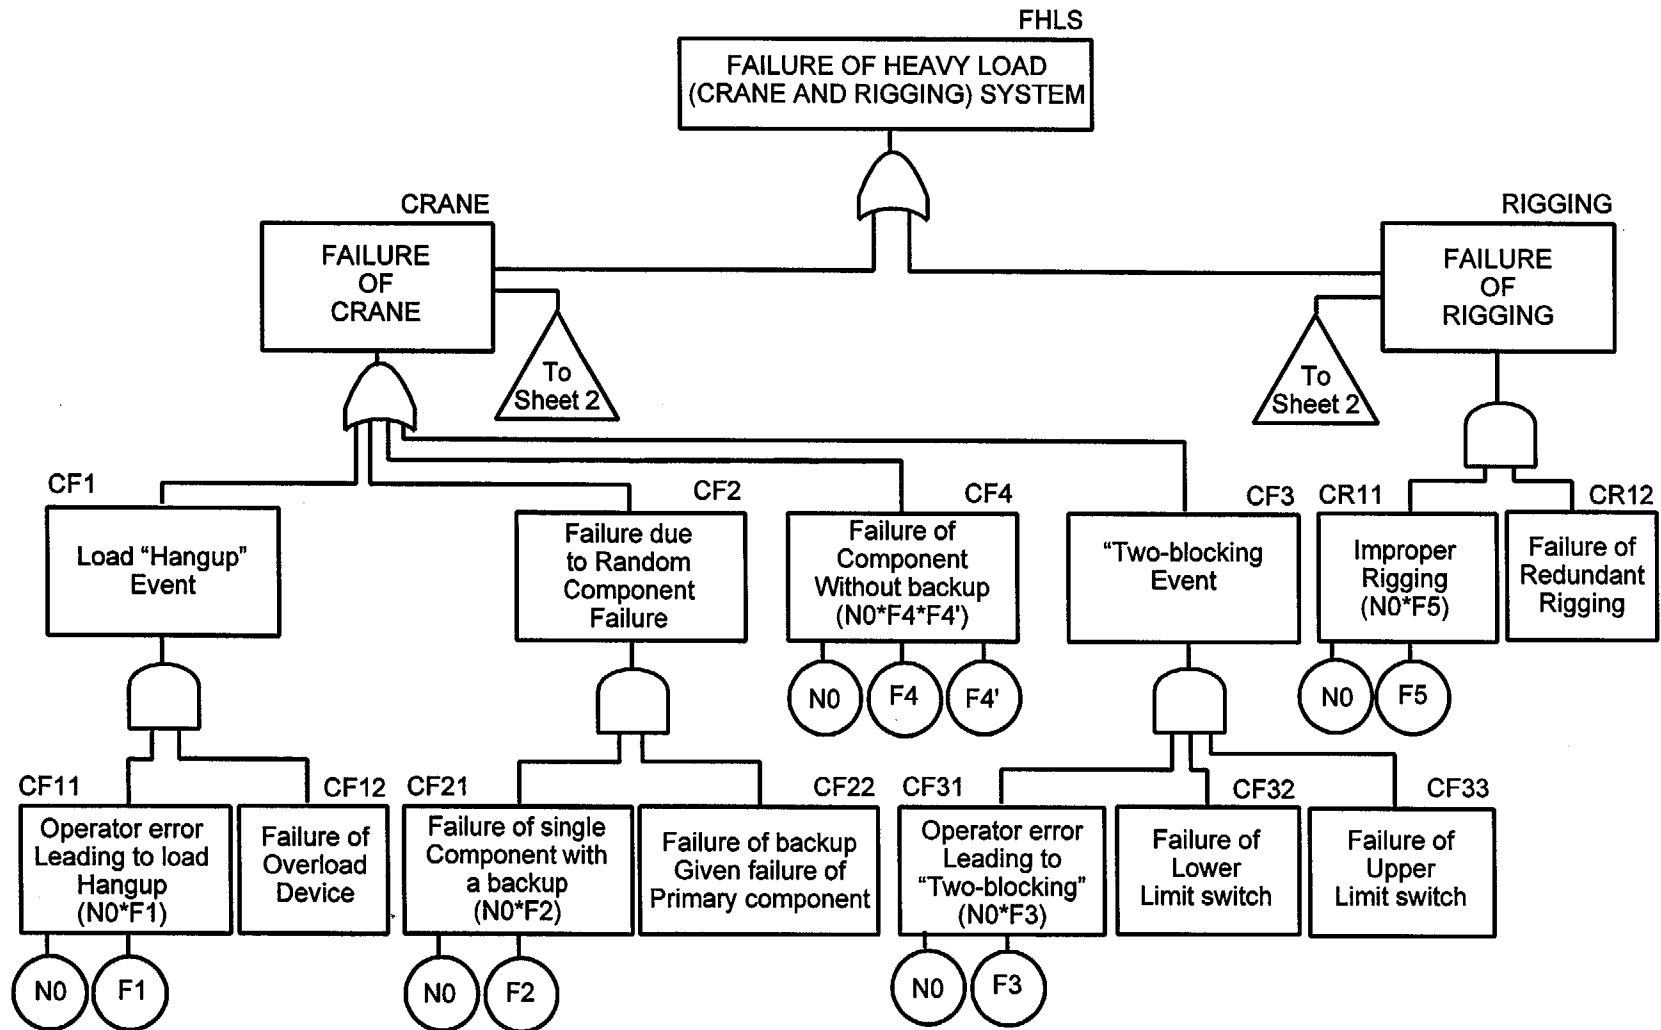 FHLS
FAILURE OF HEAVY LOAD
(CRANE AND RIGGING) SYSTEM
CRANE
FAILURE
OF
CRANE
To
Sheet 2
RIGGING
FAILURE
OF
RIGGING
To
Sheet 2
CF1
Load “Hangup”
Event
CF2
Failure due
to Random
Component
Failure
CF4
Failure of
Component
Without backup
(N0*F4*F4')
N0
F4
F4'
CF3
“Two-blocking
Event
CR11
Improper
Rigging
(N0*F5)
N0
F5
CR12
Failure of
Redundant
Rigging
CF11
Operator error
Leading to load
Hangup
(N0*F1)
N0
F1
CF12
Failure of
Overload
Device
CF21
Failure of single
Component with
a backup
(N0*F2)
N0
F2
CF22
Failure of backup
Given failure of
Primary component
CF31
Operator error
Leading to
“Two-blocking”
(N0*F3)
N0
F3
CF32
Failure of
Lower
Limit switch
CF33
Failure of
Upper
Limit switch